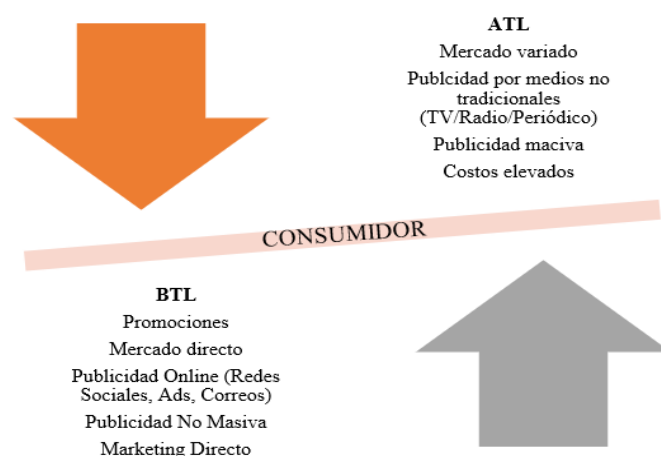 ATL
Mercado variado
Publcidad por medios no
tradicionales
(TV/Radio/Periódico)
Publicidad maciva
Costos elevados
CONSUMIDOR
BTL
Promociones
Mercado directo
Publicidad Online (Redes
Sociales, Ads, Correos)
Publicidad No Masiva
Marketing Directo